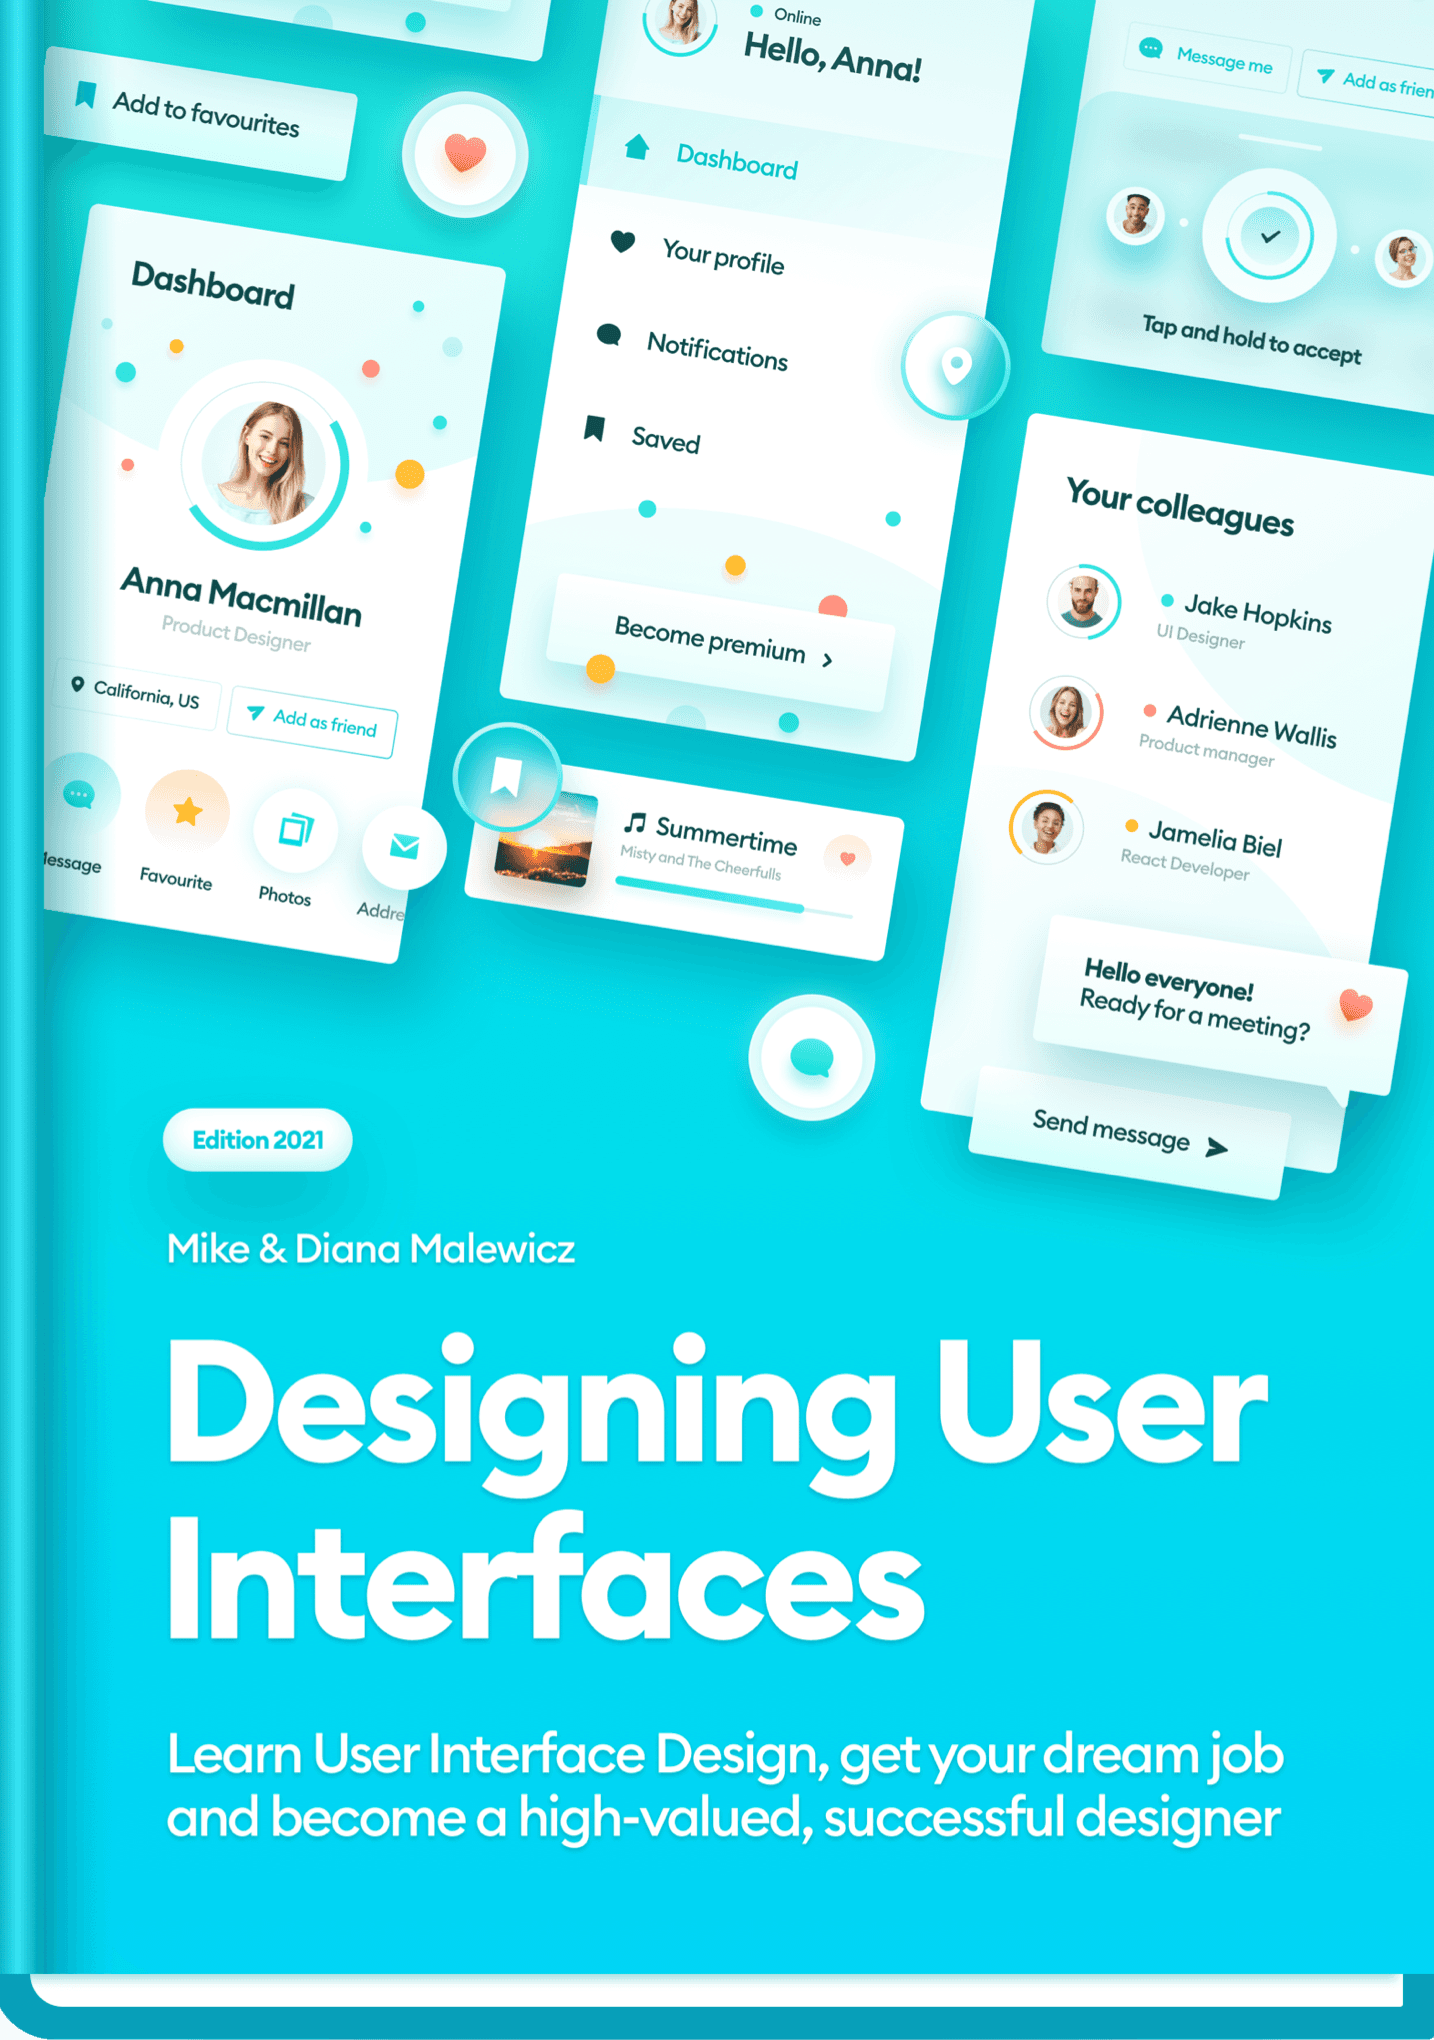 Online
Hello, Anna!
Message me
Add as frien
Add to favourites
Dashboard
Your profile
Notifications
Saved
Become premium
Tap and hold to accept
Dashboard
Anna Macmillan
Product Designer
California, US
Add as friend
Message
Favourite
Photos
Addre
Summertime
Misty and The Cheerfulls
Your colleagues
Jake Hopkins
UI Designer
Adrienne Wallis
Product manager
Jamelia Biel
React Developer
Hello everyone!
Ready for a meeting?
Send message
Edition 2021
Mike & Diana Malewicz
Designing User
Interfaces
Learn User Interface Design, get your dream job
and become a high-valued, successful designer